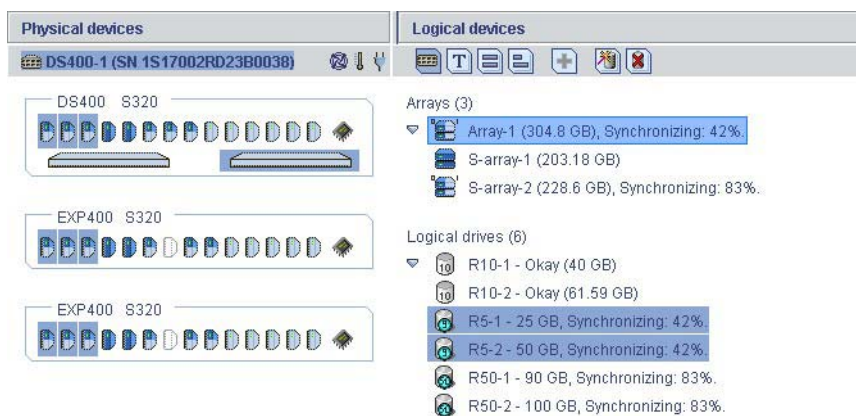 Physical devices
DS400-1 (SN 1S17002RD23B0038)
DS400 S320
EXP400 S320
EXP400 S320
Logical devices
T
Arrays (3)
Array-1 (304.8 GB), Synchronizing: 42%.
S-array-1 (203.18 GB)
S-array-2 (228.6 GB), Synchronizing: 83%.
Logical drives (6)
10 R10-1 - Okay (40 GB)
10 R10-2 - Okay (61.59 GB)
R5-1 - 25 GB, Synchronizing: 42%.
R5-2 - 50 GB, Synchronizing: 42%.
R50-1 - 90 GB, Synchronizing: 83%.
R50-2 - 100 GB, Synchronizing: 83%.